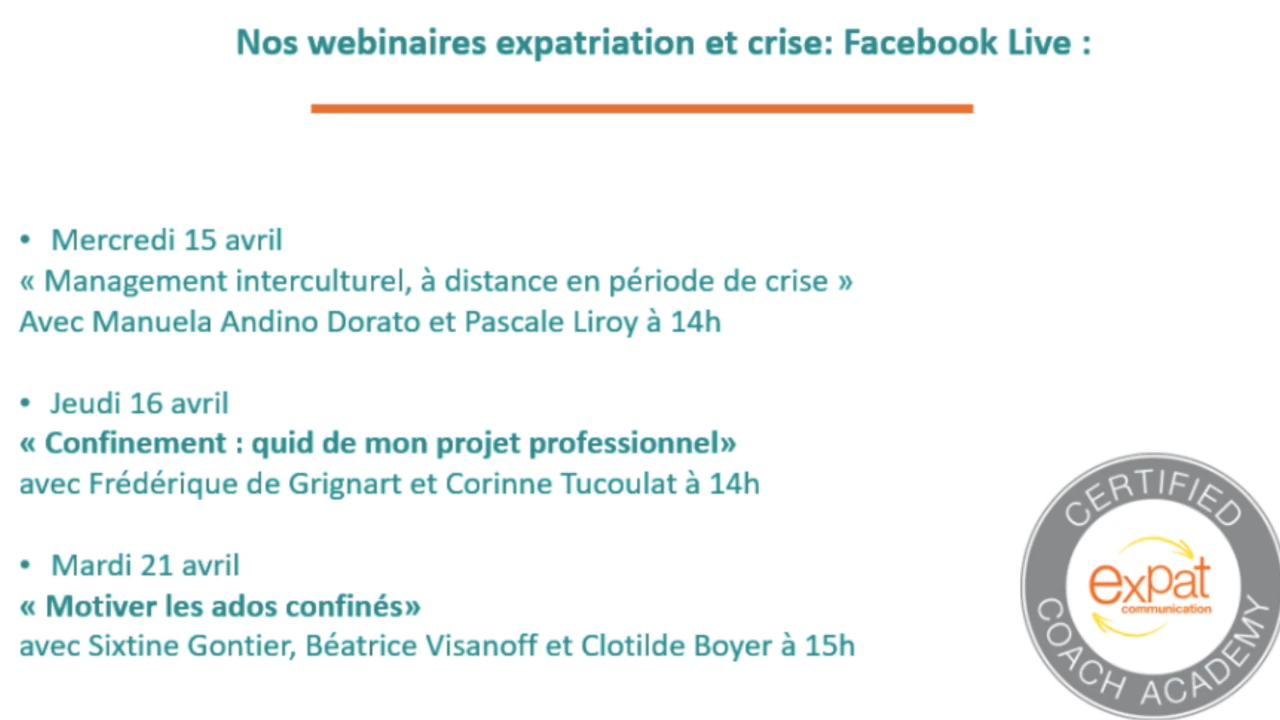 Nos webinaires expatriation et crise: Facebook Live :
• Mercredi 15 avril
« Management interculturel, à distance en période de crise »
Avec Manuela Andino Dorato et Pascale Liroy à 14h
• Jeudi 16 avril
« Confinement : quid de mon projet professionnel»
avec Frédérique de Grignart et Corinne Tucoulat à 14h
• Mardi 21 avril
« Motiver les ados confinés»
avec Sixtine Gontier, Béatrice Visanoff et Clotilde Boyer à 15h
CERTIFIED
expat
communication
COACH ACADEMY